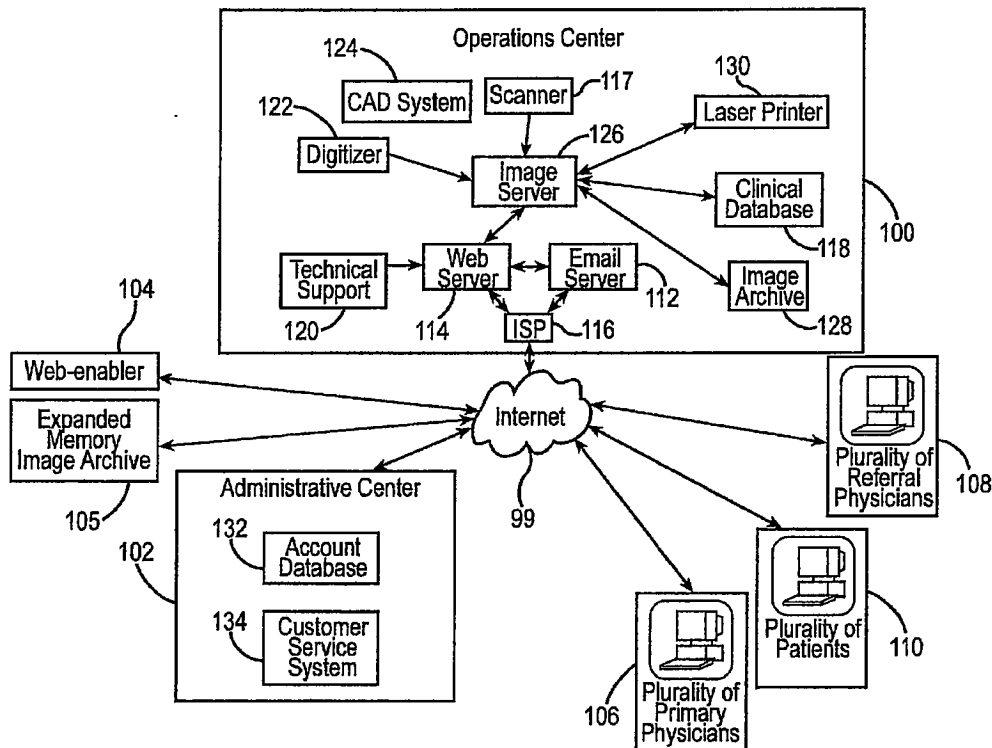 Operations Center
124
CAD System
Scanner
117
130
Laser Printer
122
Digitizer
126
Image
Server
Clinical
Database
118
100
Technical
Support
120
Web
Server
114
Email
Server
112
Image
Archive
128
ISP
116
104
Web-enabler
Expanded
Memory
Image Archive
105
Internet
99
Plurality of
Referral
Physicians
108
Administrative Center
102
132
Account
Database
134
Customer
Service
System
Plurality of
Patients
110
106
Plurality of
Primary
Physicians